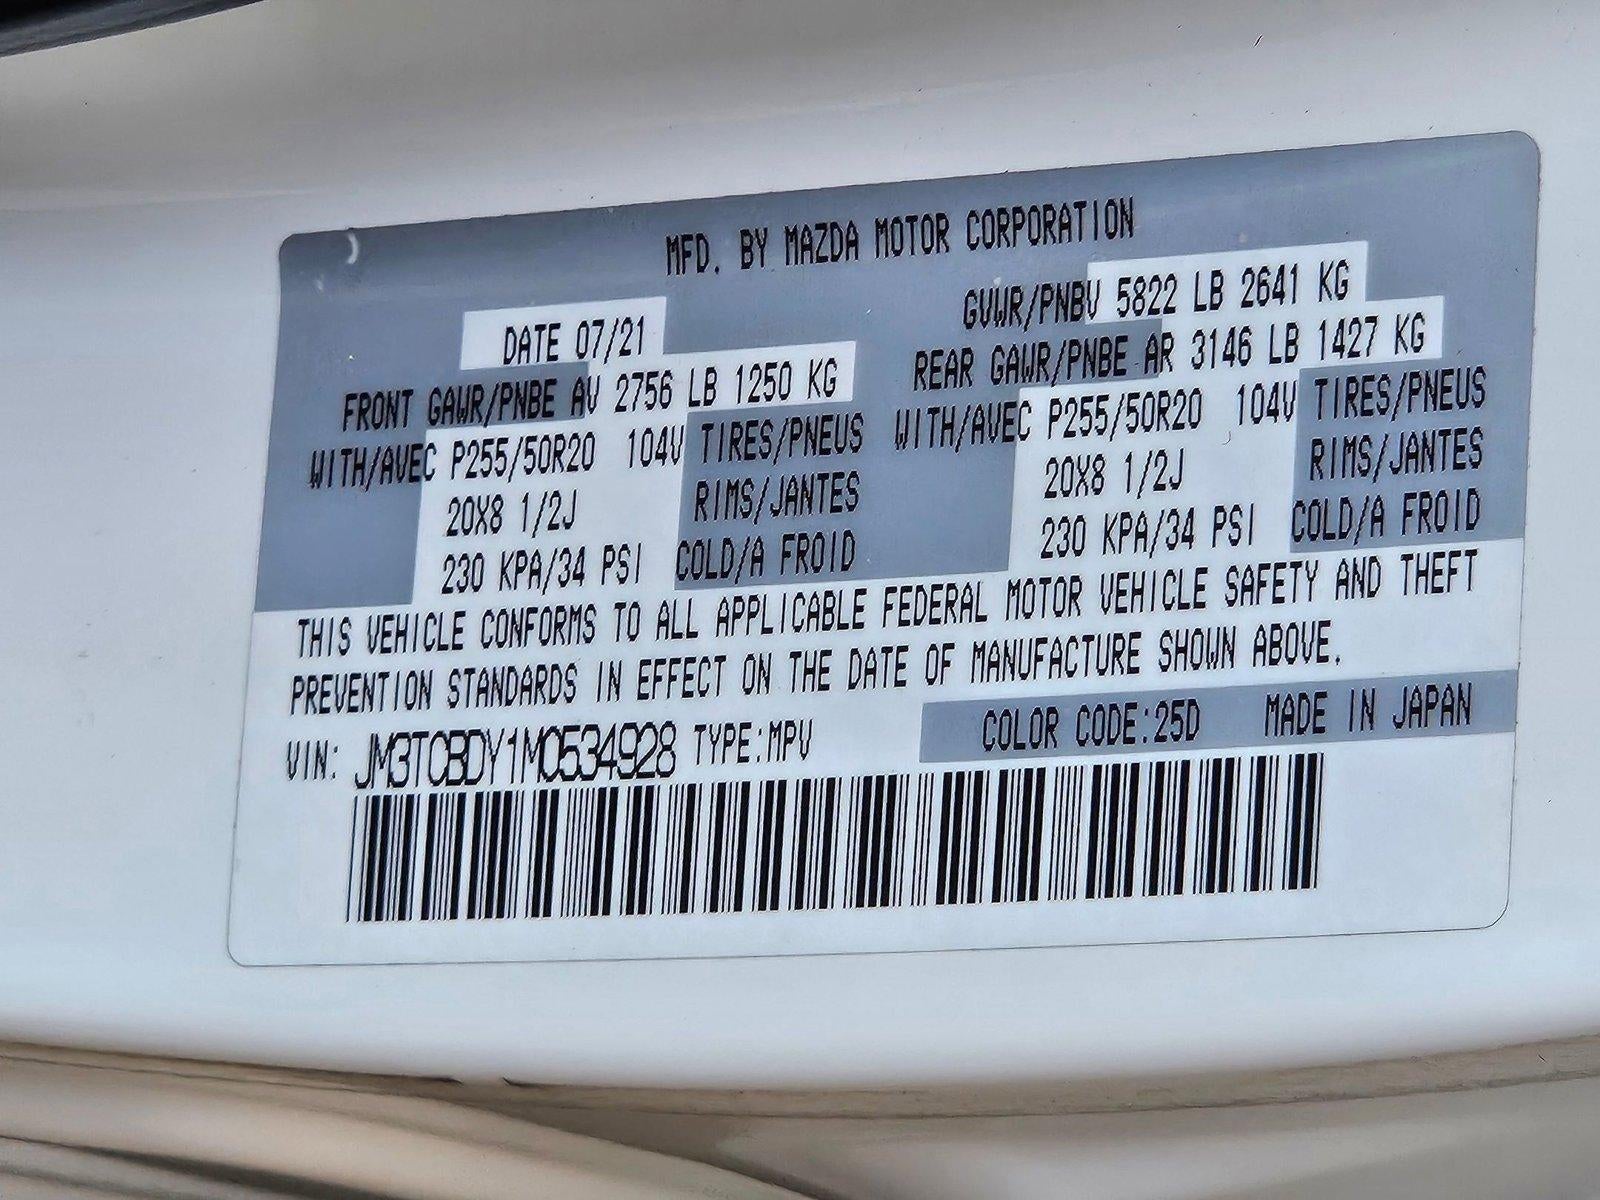 MFD. BY MAZDA MOTOR CORPORATION
DATE 07/21
GVWR/PNBV 5822 LB 2641 KG
FRONT GAWR/PNBE AV 2756 LB 1250 KG
REAR GAWR/PNBE AR 3146 LB 1427 KG
WITH/AVEC P255/50R20 104V TIRES/PNEUS
WITH/AVEC P255/50R20 104V TIRES/PNEUS
20X8 1/2J RIMS/JANTES
20X8 1/2J RIMS/JANTES
230 KPA/34 PSI COLD/A FROID
230 KPA/34 PSI COLD/A FROID
THIS VEHICLE CONFORMS TO ALL APPLICABLE FEDERAL MOTOR VEHICLE SAFETY AND THEFT
PREVENTION STANDARDS IN EFFECT ON THE DATE OF MANUFACTURE SHOWN ABOVE.
VIN: JM3TCBDY1M0534928 TYPE:MPV COLOR CODE:25D MADE IN JAPAN